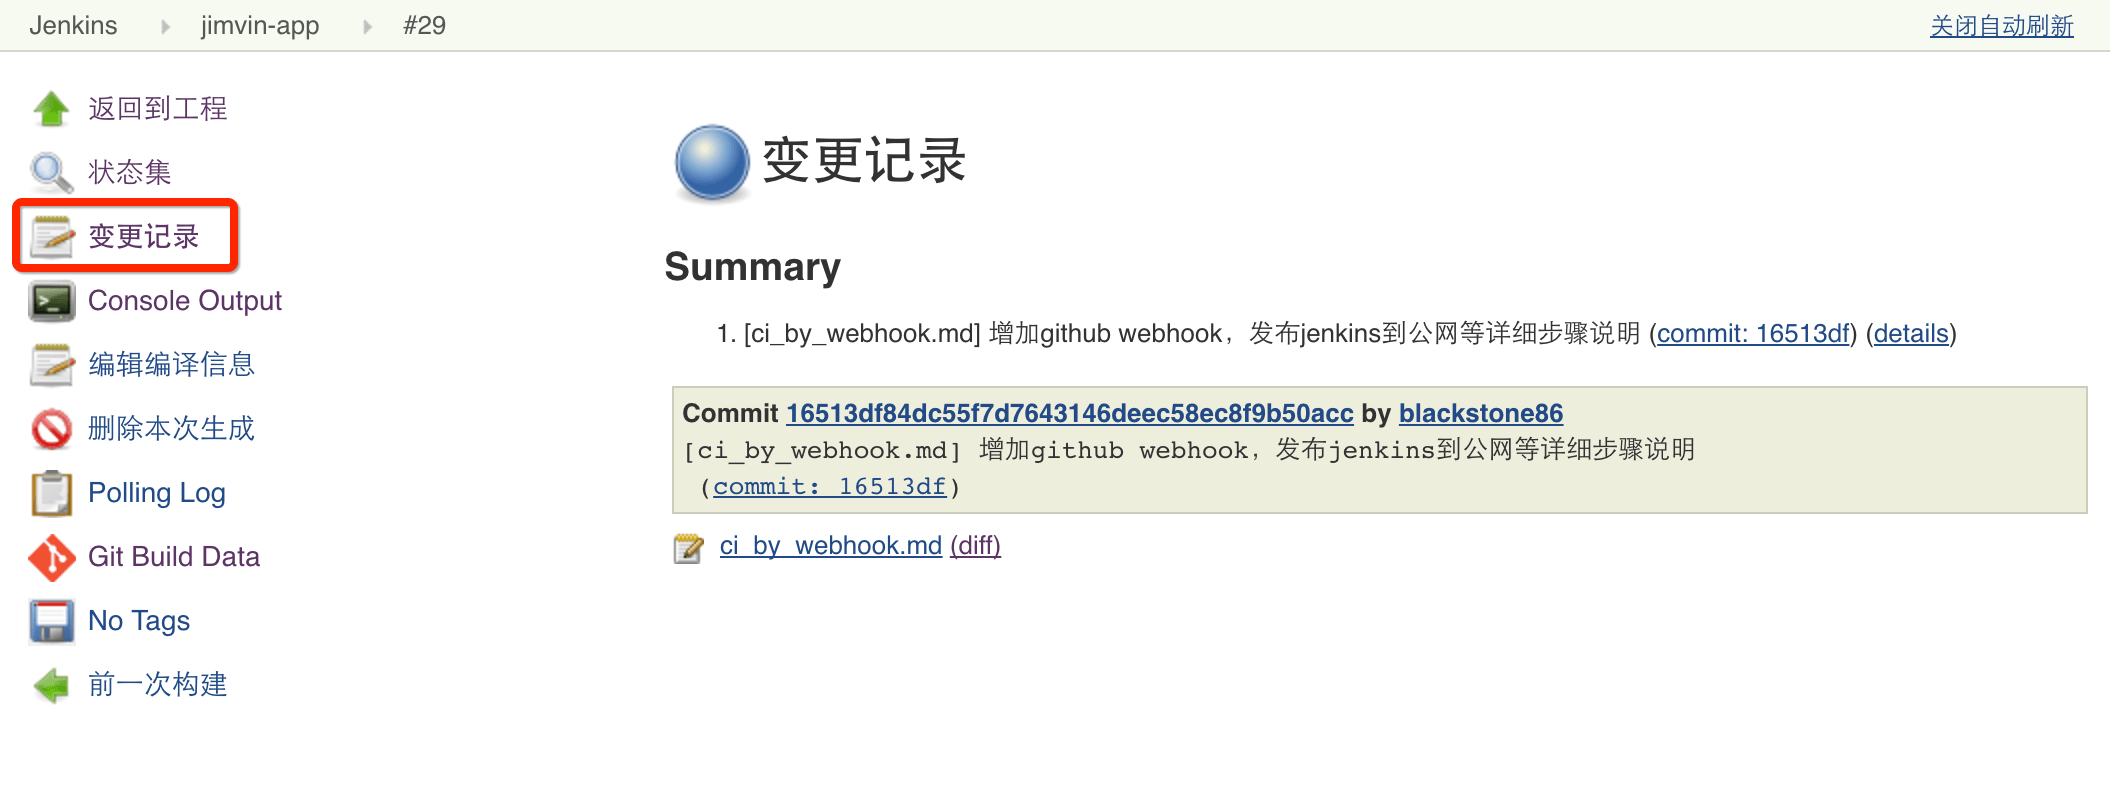 Jenkins jimvin-app #29 关闭自动刷新
返回到工程
状态集
变更记录
Console Output
编辑编译信息
删除本次生成
Polling Log
Git Build Data
No Tags
前一次构建
变更记录
Summary
1. [ci_by_webhook.md] 增加github webhook，发布jenkins到公网等详细步骤说明 (commit: 16513df) (details)
Commit 16513df84dc55f7d7643146deec58ec8f9b50acc by blackstone86
[ci_by_webhook.md] 增加github webhook，发布jenkins到公网等详细步骤说明
(commit: 16513df)
ci_by_webhook.md (diff)